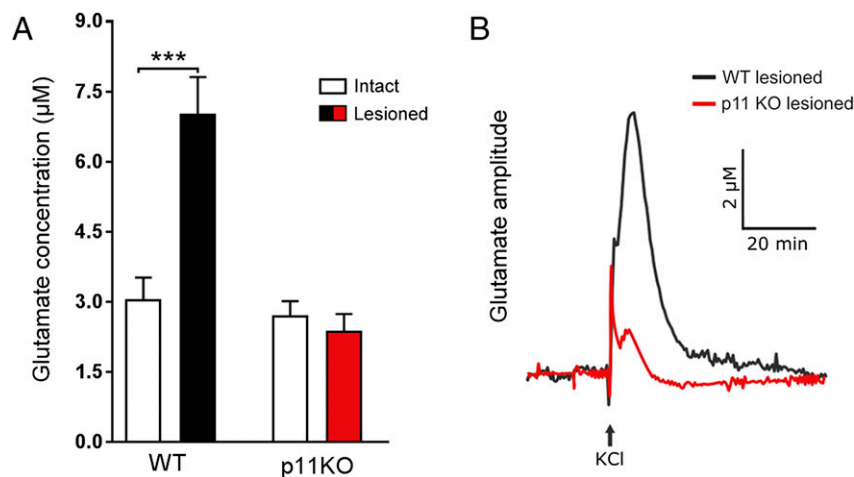 A
Glutamate concentration (µM)
9.0
7.5
6.0
4.5
3.0
1.5
0.0
***
Intact
Lesioned
WT
p11KO
B
Glutamate amplitude
WT lesioned
p11 KO lesioned
2 µM
20 min
KCl